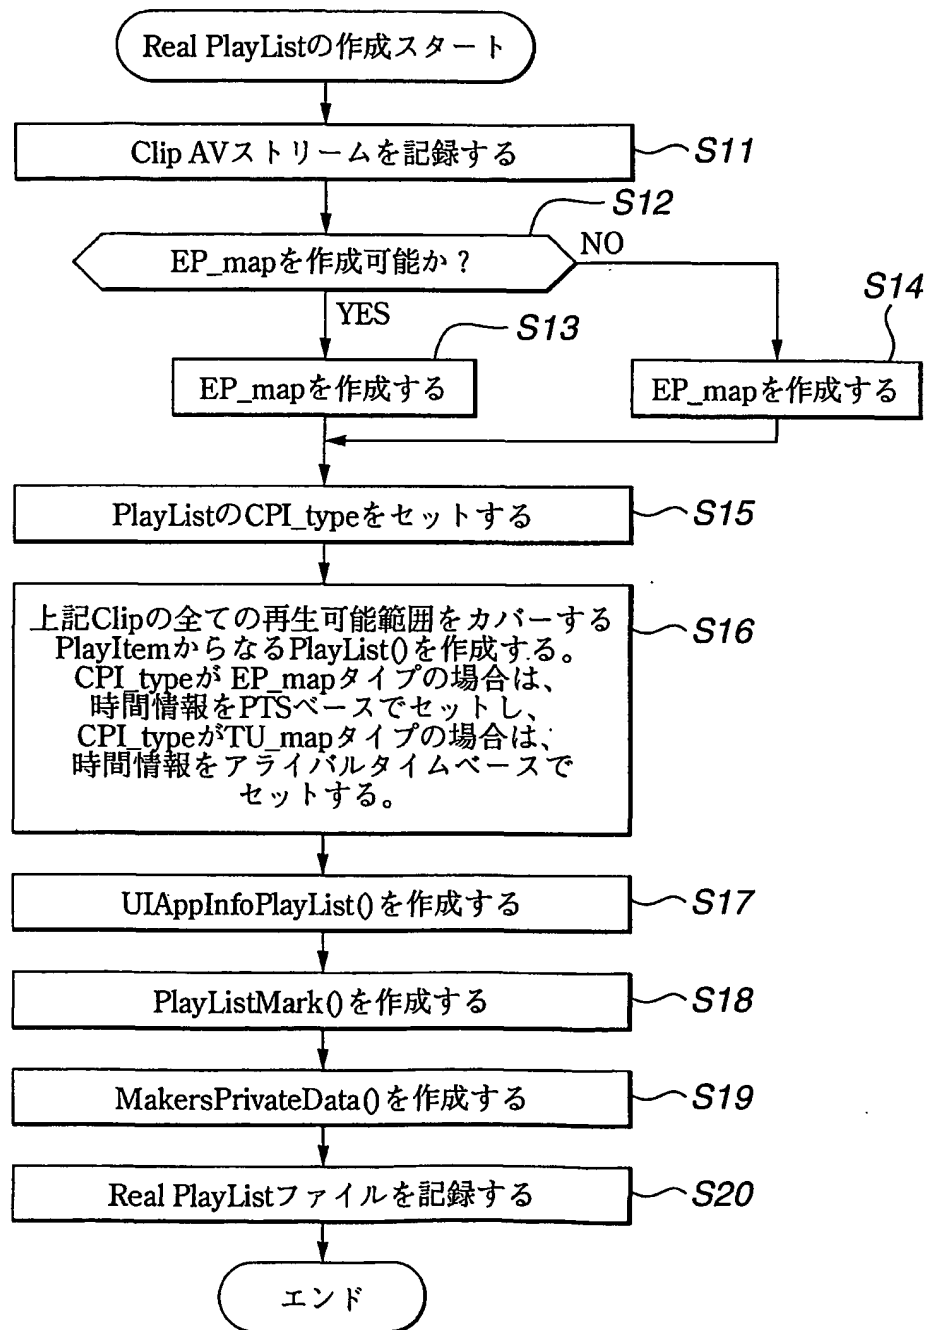 Real PlayListの作成スタート
Clip AVストリームを記録する
S11
S12
EP_mapを作成可能か?
NO
YES
S13
S14
EP_mapを作成する
EP_mapを作成する
PlayListのCPI_typeをセットする
S15
上記Clipの全ての再生可能範囲をカバーする
PlayItemからなるPlayList()を作成する。
CPI_typeが EP_mapタイプの場合は、
時間情報をPTSベースでセットし、
CPI_typeがTU_mapタイプの場合は、
時間情報をアライバルタイムベースで
セットする。
S16
UIAppInfoPlayList()を作成する
S17
PlayListMark()を作成する
S18
MakersPrivateData()を作成する
S19
Real PlayListファイルを記録する
S20
エンド